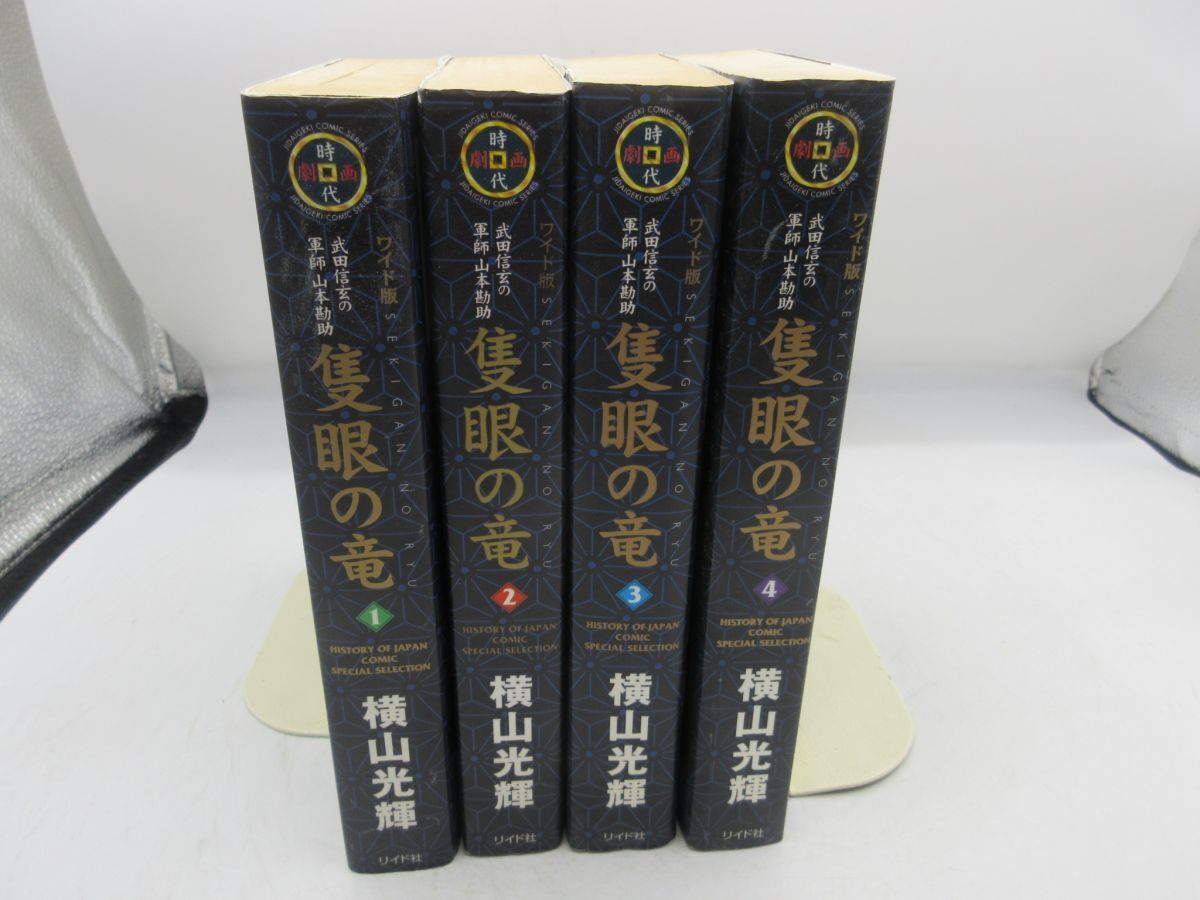 JIDAIGEKI COMIC SERIES
時代劇画
JIDAIGEKI COMIC SERIES
ワイド版
武田信玄の
軍師 山本勘助
隻眼の竜
SEKIGAN NO RYU
1
HISTORY OF JAPAN
COMIC
SPECIAL SELECTION
横山光輝
リイド社
JIDAIGEKI COMIC SERIES
時代劇画
JIDAIGEKI COMIC SERIES
ワイド版
武田信玄の
軍師 山本勘助
隻眼の竜
SEKIGAN NO RYU
2
HISTORY OF JAPAN
COMIC
SPECIAL SELECTION
横山光輝
リイド社
JIDAIGEKI COMIC SERIES
時代劇画
JIDAIGEKI COMIC SERIES
ワイド版
武田信玄の
軍師 山本勘助
隻眼の竜
SEKIGAN NO RYU
3
HISTORY OF JAPAN
COMIC
SPECIAL SELECTION
横山光輝
リイド社
JIDAIGEKI COMIC SERIES
時代劇画
JIDAIGEKI COMIC SERIES
ワイド版
武田信玄の
軍師 山本勘助
隻眼の竜
SEKIGAN NO RYU
4
HISTORY OF JAPAN
COMIC
SPECIAL SELECTION
横山光輝
リイド社